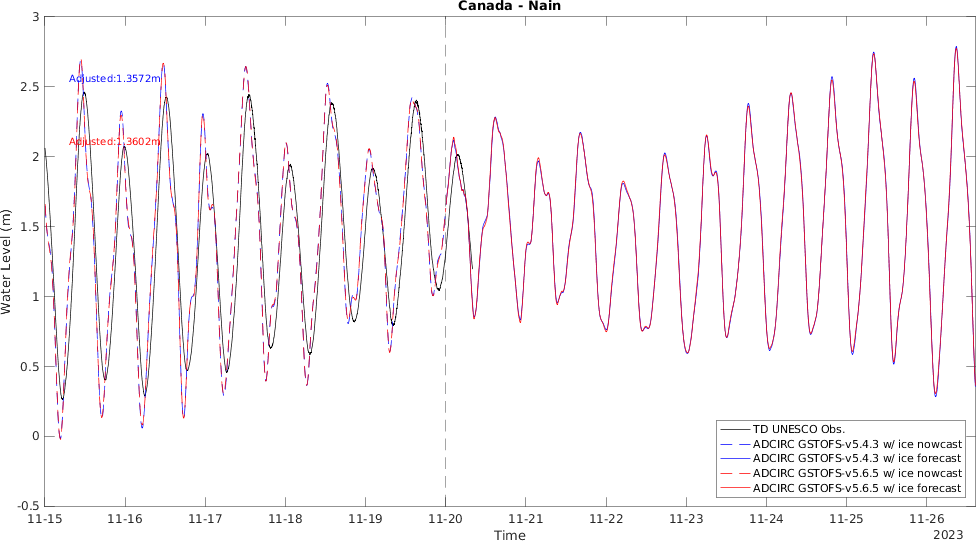 Canada - Nain
3
2.5
2
1.5
1
0.5
0
-0.5
Water Level (m)
Adjusted:1.3572m
Adjusted:1.3602m
TD UNESCO Obs.
ADCIRC GSTOFS-v5.4.3 w/ ice nowcast
ADCIRC GSTOFS-v5.4.3 w/ ice forecast
ADCIRC GSTOFS-v5.6.5 w/ ice nowcast
ADCIRC GSTOFS-v5.6.5 w/ ice forecast
11-15 11-16 11-17 11-18 11-19 11-20 11-21 11-22 11-23 11-24 11-25 11-26
2023
Time